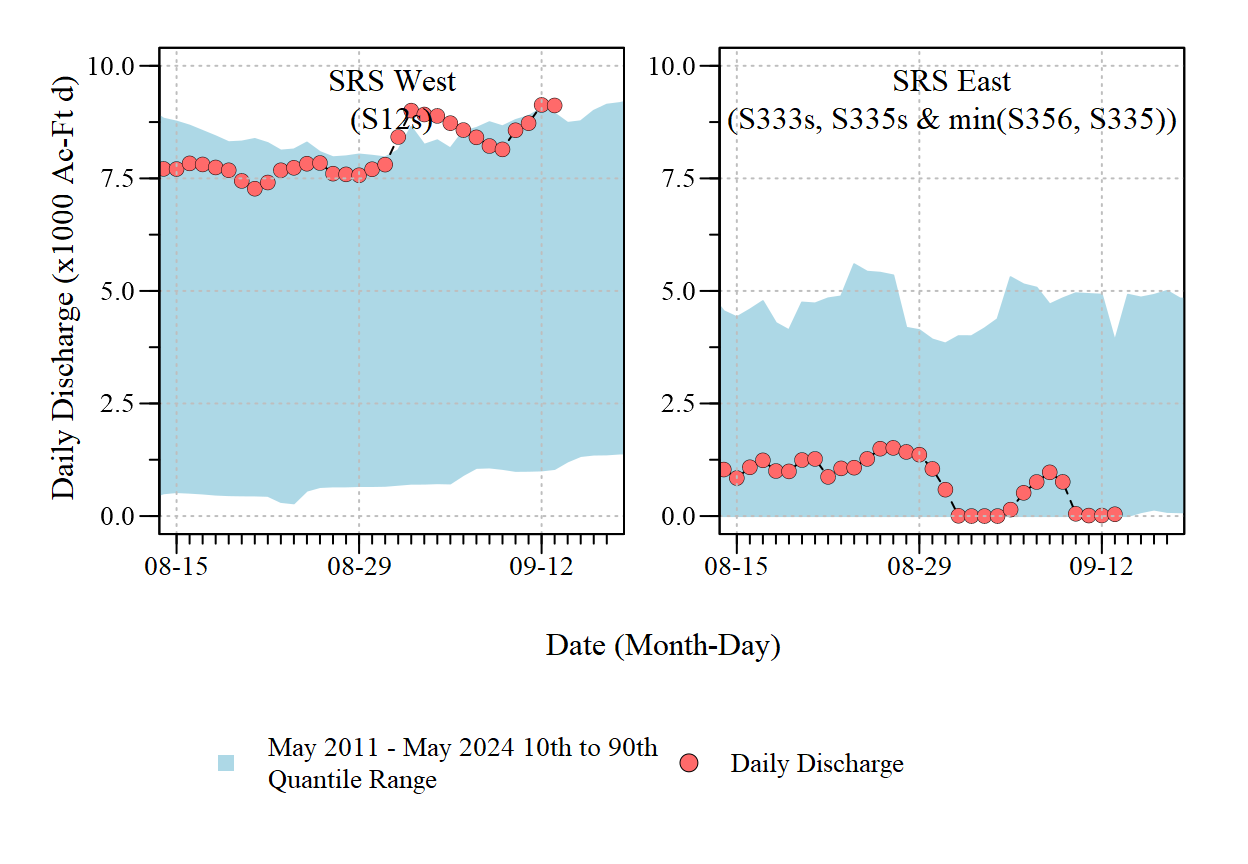 SRS West
(S12s)
SRS East
(S333s, S335s & min(S356, S335))
Daily Discharge (x1000 Ac-Ft d)
10.0
7.5
5.0
2.5
0.0
08-15
08-29
09-12
10.0
7.5
5.0
2.5
0.0
08-15
08-29
09-12
Date (Month-Day)
May 2011 - May 2024 10th to 90th
Quantile Range
Daily Discharge